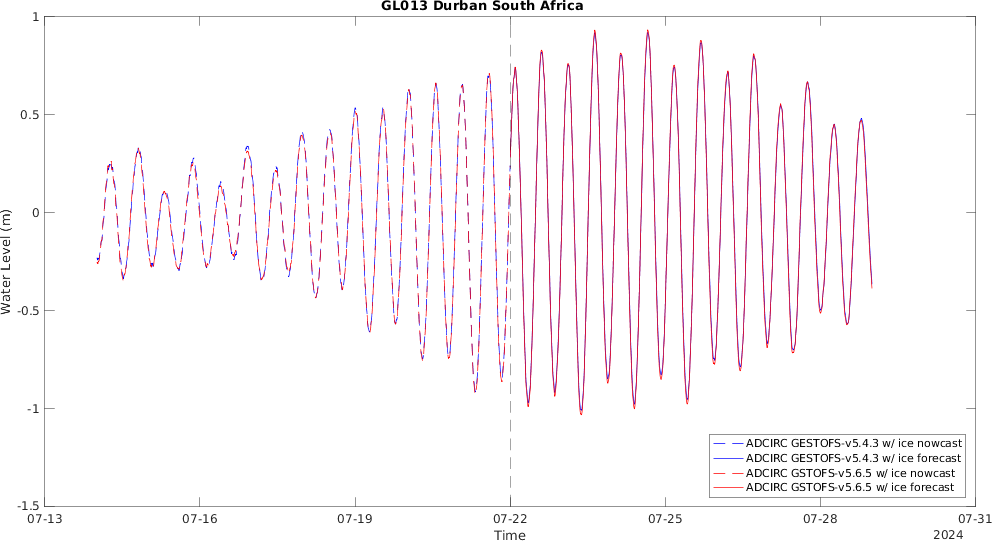 GL013 Durban South Africa
Water Level (m)
1
0.5
0
-0.5
-1
-1.5
ADCIRC GESTOFS-v5.4.3 w/ ice nowcast
ADCIRC GESTOFS-v5.4.3 w/ ice forecast
ADCIRC GSTOFS-v5.6.5 w/ ice nowcast
ADCIRC GSTOFS-v5.6.5 w/ ice forecast
07-13 07-16 07-19 07-22 07-25 07-28 07-31
Time
2024